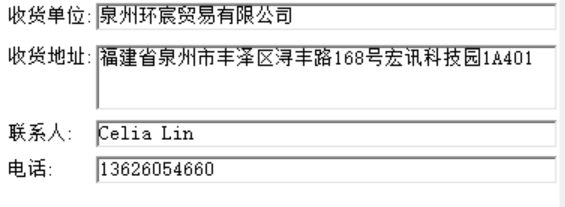 收货单位:泉州环宸贸易有限公司
收货地址:福建省泉州市丰泽区浔丰路168号宏讯科技园1A401
联系人: Celia Lin
电话: 13626054660